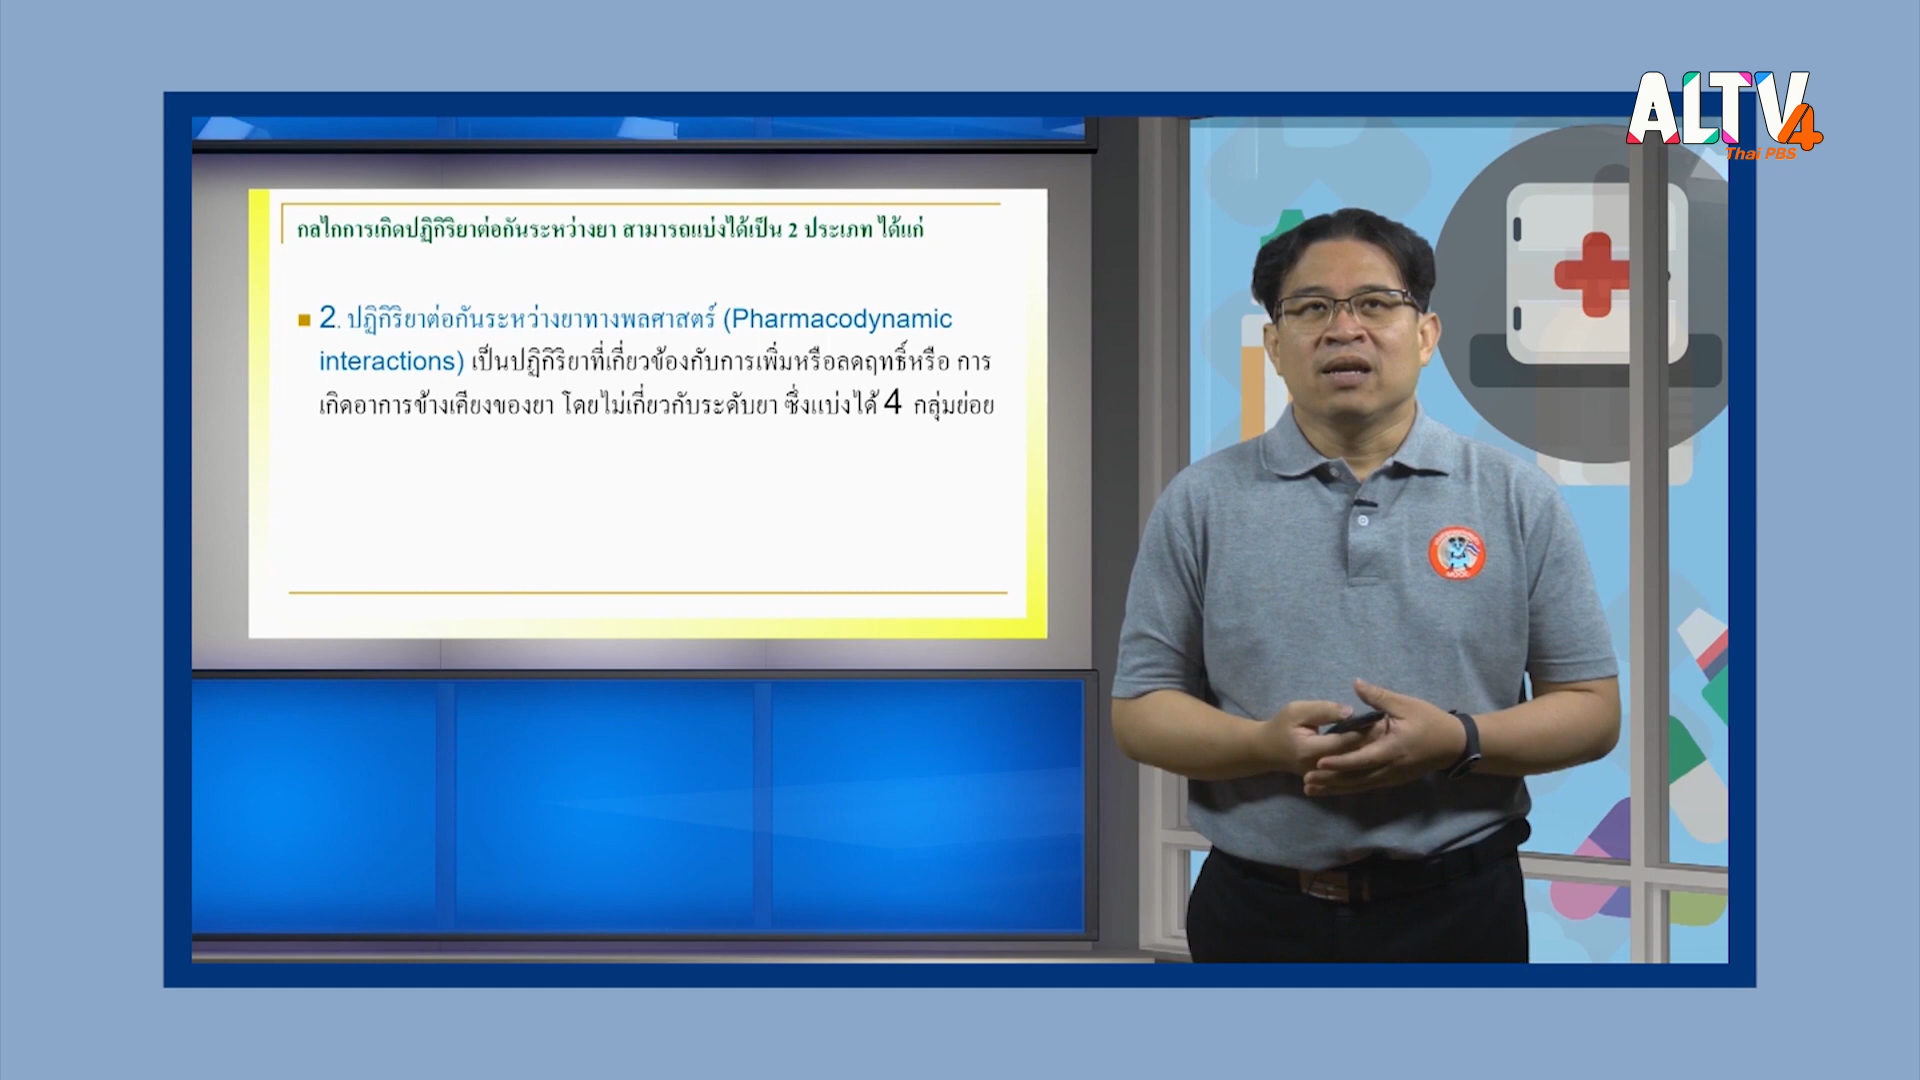 ALTV4
Thai PBS
กลไกการเกิดปฏิกิริยาต่อกันระหว่างยา สามารถแบ่งได้เป็น 2 ประเภท ได้แก่
2. ปฏิกิริยาต่อกันระหว่างยาทางพลศาสตร์ (Pharmacodynamic
interactions) เป็นปฏิกิริยาที่เกี่ยวข้องกับการเพิ่มหรือลดฤทธิ์หรือ การ
เกิดอาการข้างเคียงของยา โดยไม่เกี่ยวกับระดับยา ซึ่งแบ่งได้ 4 กลุ่มย่อย
MOOC